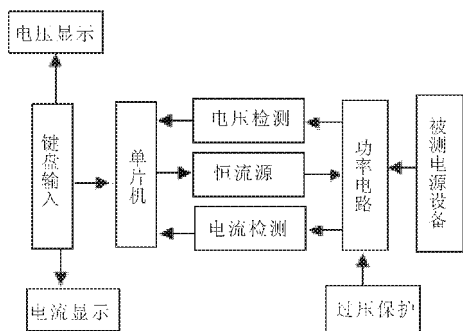 电压显示
键盘输入
单片机
电压检测
恒流源
电流检测
功率电路
被测电源设备
电流显示
过压保护